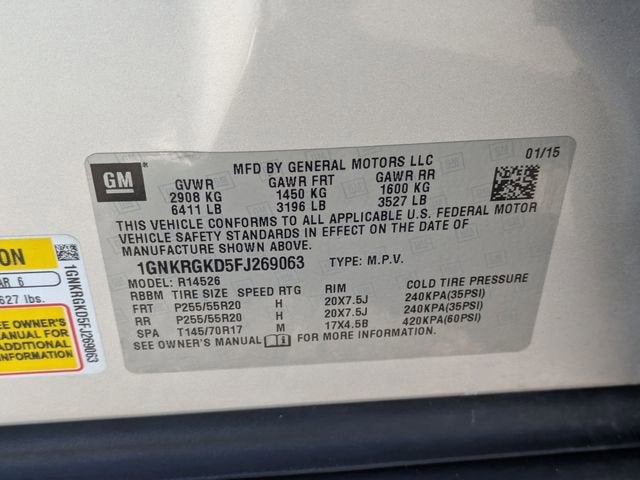 GM
MFD BY GENERAL MOTORS LLC
01/15
GVWR GAWR FRT GAWR RR
2908 KG 1450 KG 1600 KG
6411 LB 3196 LB 3527 LB
THIS VEHICLE CONFORMS TO ALL APPLICABLE U.S. FEDERAL MOTOR
VEHICLE SAFETY STANDARDS IN EFFECT ON THE DATE OF
MANUFACTURE SHOWN ABOVE.
1GNKRGKD5FJ269063 TYPE: M.P.V.
MODEL: R14526
RBBM TIRE SIZE SPEED RTG RIM COLD TIRE PRESSURE
FRT P255/55R20 H 20X7.5J 240KPA(35PSI)
RR P255/55R20 H 20X7.5J 240KPA(35PSI)
SPA T145/70R17 M 17X4.5B 420KPA(60PSI)
SEE OWNER'S MANUAL FOR MORE INFORMATION.
ON
AR 6
627 lbs.
SEE OWNER'S
MANUAL FOR
ADDITIONAL
FORMATION
1GNKRGKD5FJ269063